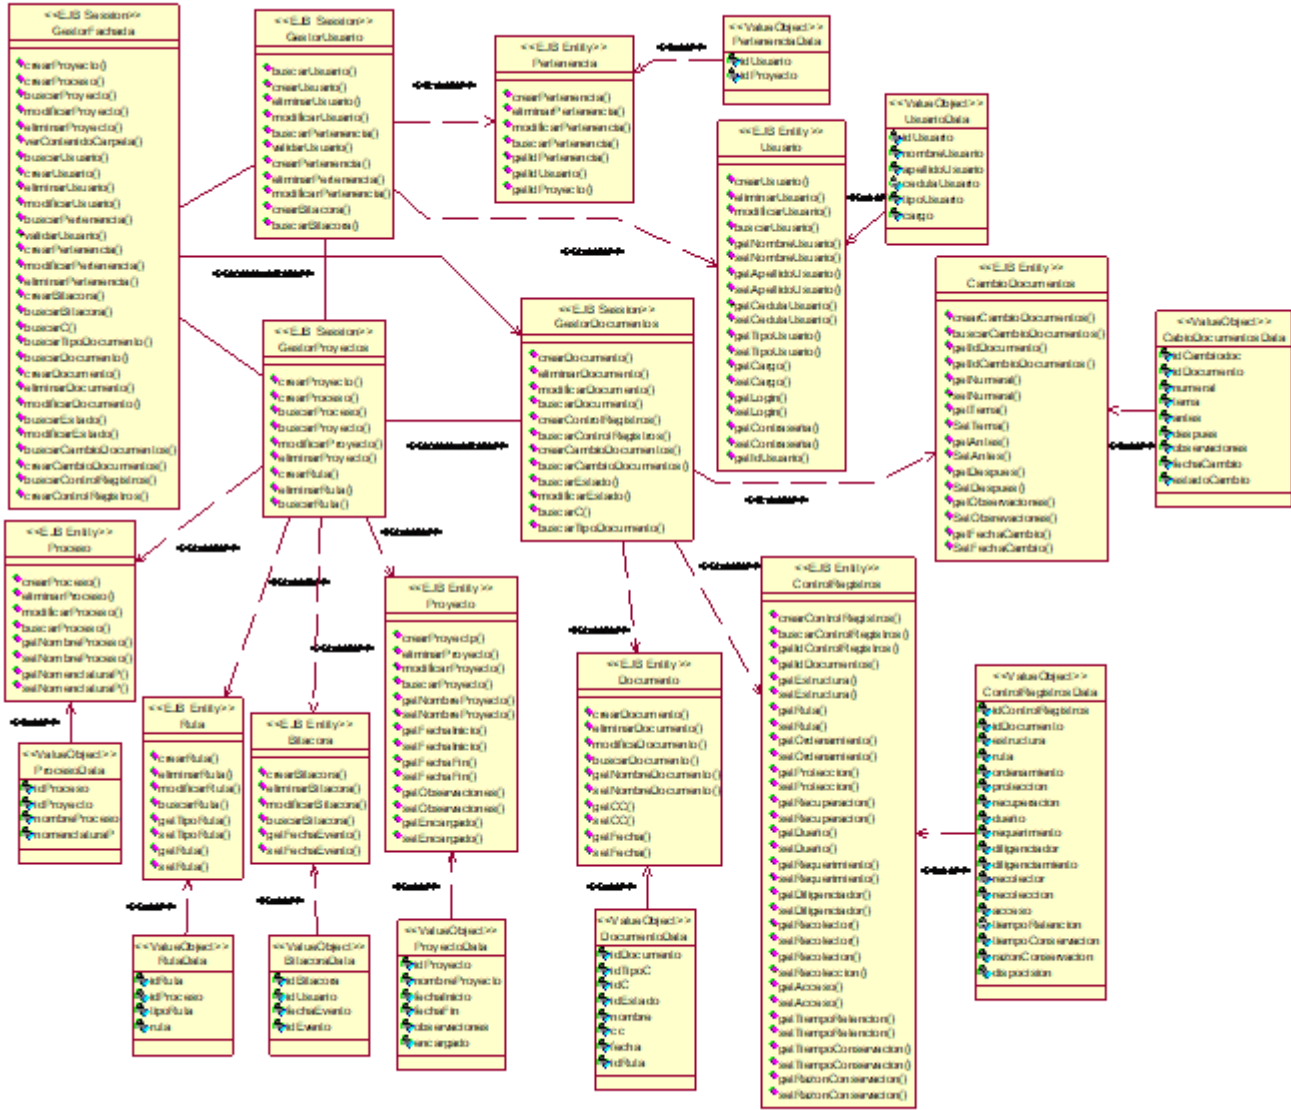 <<EJB Session>>
GestorFachada
crearProyecto()
crearProceso()
buscarProyecto()
modificarProyecto()
eliminarProyecto()
verContenidoCarpeta()
buscarUsuario()
crearUsuario()
eliminarUsuario()
modificarUsuario()
buscarPertenencia()
validarUsuario()
crearPertenencia()
modificarPertenencia()
eliminarPertenencia()
crearBitacora()
buscarBitacora()
buscarC()
buscarTipoDocumento()
buscarDocumento()
crearDocumento()
eliminarDocumento()
modificarDocumento()
buscarEstado()
modificarEstado()
buscarCambioDocumentos()
crearCambioDocumentos()
buscarControlRegistros()
crearControlRegistros()
<<EJB Session>>
GestorUsuario
buscarUsuario()
crearUsuario()
eliminarUsuario()
modificarUsuario()
buscarPertenencia()
validarUsuario()
crearPertenencia()
eliminarPertenencia()
modificarPertenencia()
crearBitacora()
buscarBitacora()
<<EJB Entity>>
Pertenencia
crearPertenencia()
eliminarPertenencia()
modificarPertenencia()
buscarPertenencia()
getIdPertenencia()
getIdUsuario()
getIdProyecto()
<<ValueObject>>
PertenenciaData
idUsuario
idProyecto
<<EJB Entity>>
Usuario
crearUsuario()
eliminarUsuario()
modificarUsuario()
buscarUsuario()
getNombreUsuario()
setNombreUsuario()
getApellidoUsuario()
setApellidoUsuario()
getCedulaUsuario()
setCedulaUsuario()
getTipoUsuario()
setTipoUsuario()
getCargo()
setCargo()
getLogin()
setLogin()
getContraseña()
setContraseña()
getIdUsuario()
<<ValueObject>>
UsuarioData
idUsuario
nombreUsuario
apellidoUsuario
cedulaUsuario
tipoUsuario
cargo
<<EJB Session>>
GestorProyectos
crearProyecto()
crearProceso()
buscarProceso()
buscarProyecto()
modificarProyecto()
eliminarProyecto()
crearRuta()
eliminarRuta()
buscarRuta()
<<EJB Session>>
GestorDocumentos
crearDocumento()
eliminarDocumento()
modificarDocumento()
buscarDocumento()
crearControlRegistros()
buscarControlRegistros()
crearCambioDocumentos()
buscarCambioDocumentos()
buscarEstado()
modificarEstado()
buscarC()
buscarTipoDocumento()
<<EJB Entity>>
CambioDocumentos
crearCambioDocumentos()
buscarCambioDocumentos()
getIdDocumento()
getIdCambioDocumentos()
getNumeral()
setNumeral()
getTema()
SetTema()
getAntes()
SetAntes()
getDespues()
SetDespues()
getObservaciones()
SetObservaciones()
getFechaCambio()
SetFechaCambio()
<<ValueObject>>
CabioDocumentosData
idCambiodoc
idDocumento
numeral
tema
antes
despues
observaciones
fechaCambio
estadoCambio
<<EJB Entity>>
Proceso
crearProceso()
eliminarProceso()
modificarProceso()
buscarProceso()
getNombreProceso()
setNombreProceso()
getNomenclaturaP()
setNomenclaturaP()
<<ValueObject>>
ProcesoData
idProceso
idProyecto
nombreProceso
nomenclaturaP
<<EJB Entity>>
Ruta
crearRuta()
eliminarRuta()
modificarRuta()
buscarRuta()
getTipoRuta()
setTipoRuta()
getRuta()
setRuta()
<<EJB Entity>>
Bitacora
crearBitacora()
eliminarBitacora()
modificarBitacora()
buscarBitacora()
getFechaEvento()
setFechaEvento()
<<EJB Entity>>
Proyecto
crearProyectp()
eliminarProyecto()
modificarProyecto()
buscarProyecto()
getNombreProyecto()
setNombreProyecto()
getFechaInicio()
setFechaInicio()
getFechaFin()
setFechaFin()
getObservaciones()
setObservaciones()
getEncargado()
setEncargado()
<<EJB Entity>>
Documento
crearDocumento()
eliminarDocumento()
modificaDocumento()
buscarDocumento()
getNombreDocumento()
setNombreDocumento()
getCC()
setCC()
getFecha()
setFecha()
<<EJB Entity>>
ControlRegistros
crearControlRegistros()
buscarControlRegistros()
getIdControlRegistros()
getIdDocumentos()
getEstructura()
setEstructura()
getRuta()
setRuta()
getOrdenamiento()
setOrdenamiento()
getProteccion()
setProteccion()
getRecuperacion()
setRecuperacion()
getDueño()
setDueño()
getRequerimiento()
setRequerimiento()
getDiligenciador()
setDiligenciador()
getRecolector()
setRecolector()
getRecolecion()
setRecoleccion()
getAcceso()
setAcceso()
getTiempoRetencion()
setTiempoRetencion()
getTiempoConservacion()
setTiempoConservacion()
getRazonConservacion()
setRazonConservacion()
<<ValueObject>>
ControlRegistrosData
idControlRegistros
idDocumento
estructura
ruta
ordenamiento
proteccion
recuperacion
dueño
requerimento
diligenciador
diligenciamiento
recolector
recoleccion
acceso
tiempoRetencion
tiempoConservacion
razonConservacion
dispocision
<<ValueObject>>
RutaData
idRuta
idProceso
tipoRuta
ruta
<<ValueObject>>
BitacoraData
idBitacora
idUsuario
fechaEvento
idEvento
<<ValueObject>>
ProyectoData
idProyecto
nombreProyecto
fechaInicio
fechaFin
observaciones
encargado
<<ValueObject>>
DocumentoData
idDocumento
idTipoC
idC
idEstado
nombre
cc
fecha
idRuta